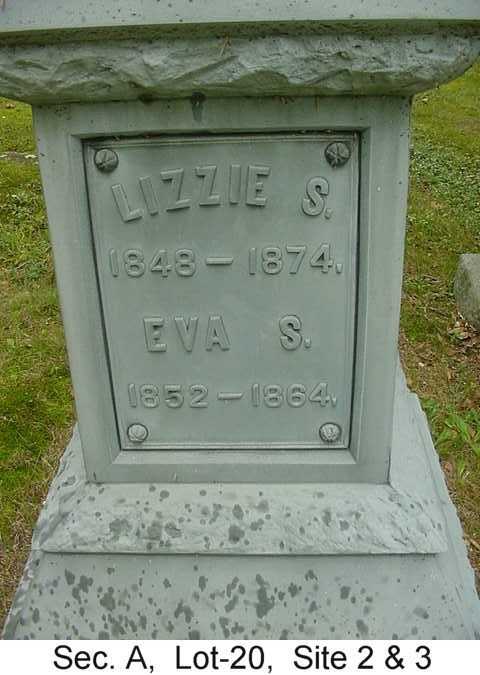 LIZZIE S.
1848 – 1874.
EVA S.
1852 – 1864.
Sec. A, Lot-20, Site 2 & 3